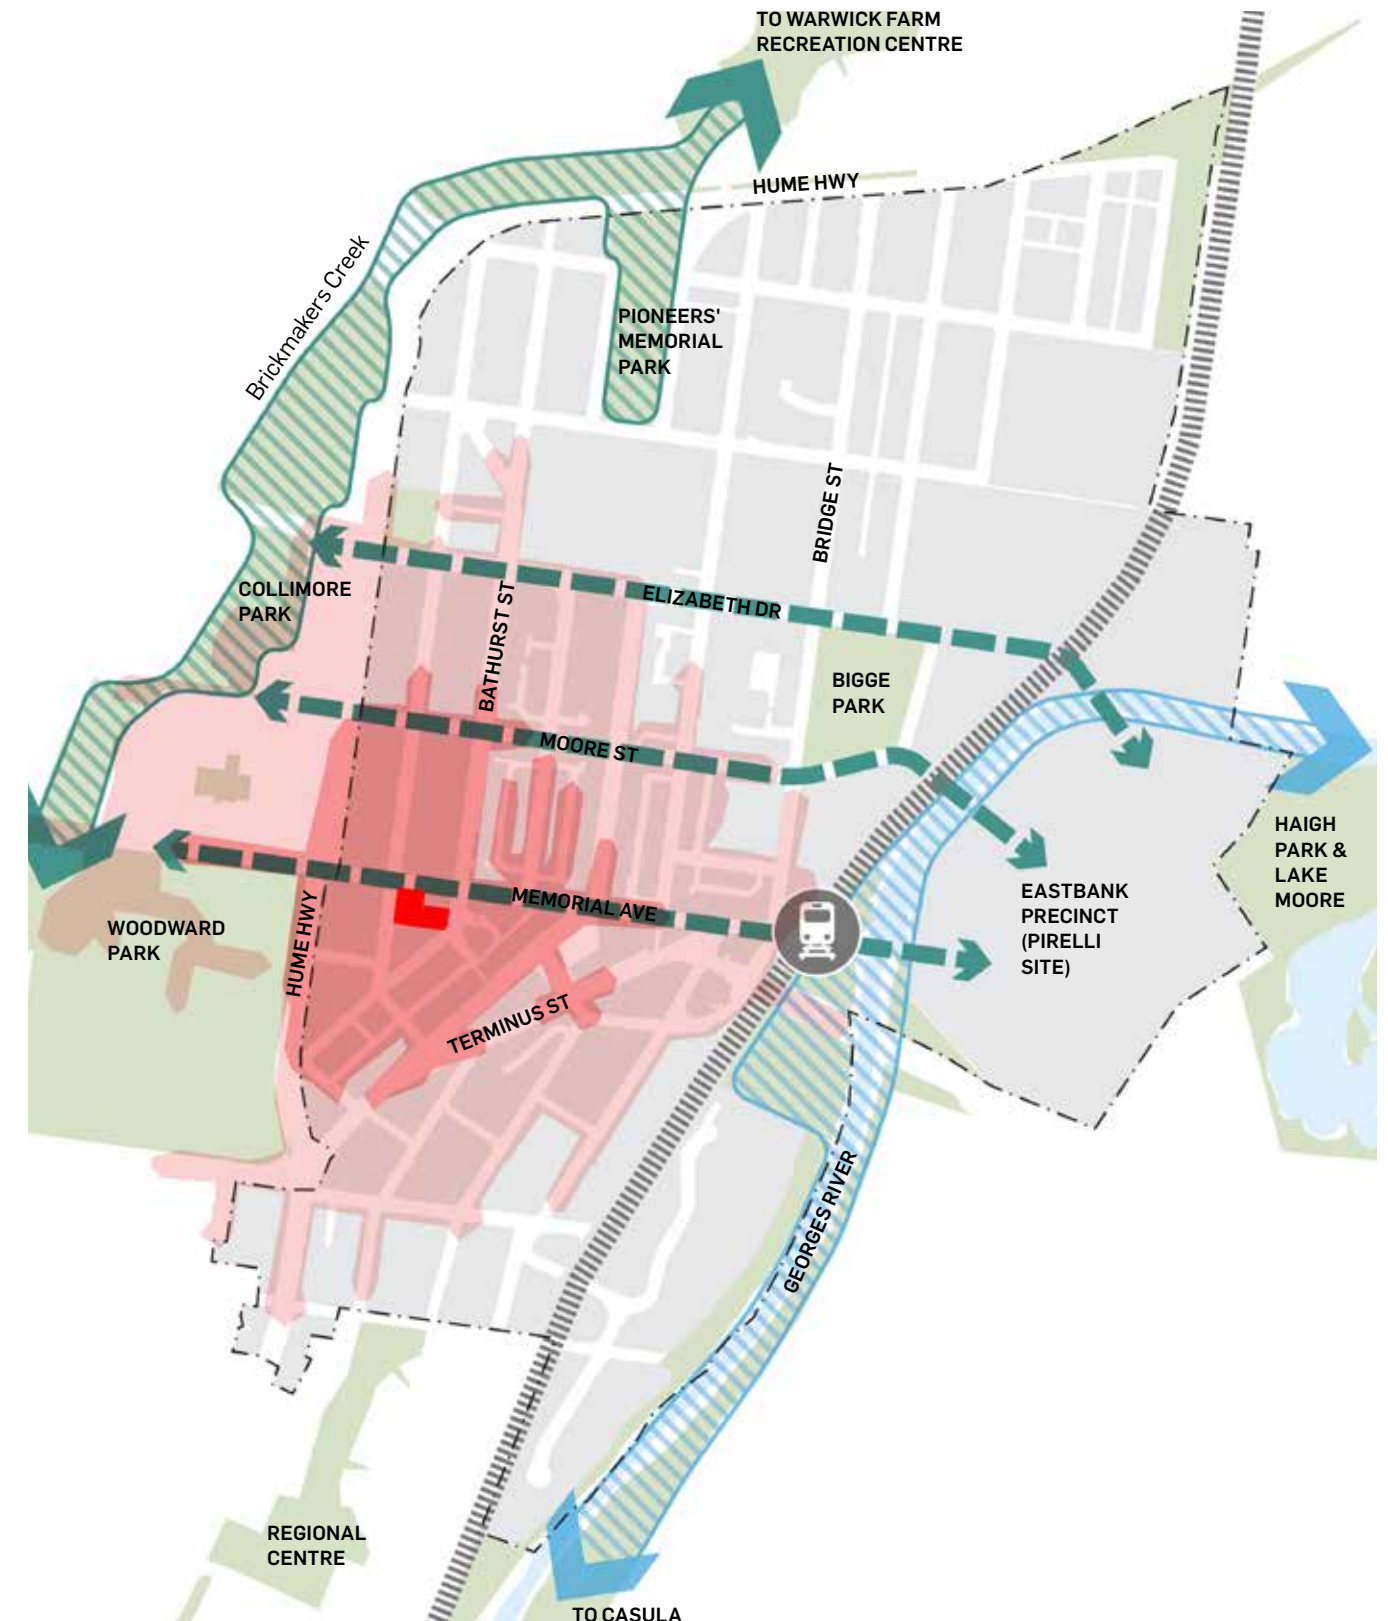 TO WARWICK FARM
RECREATION CENTRE
HUME HWY
Brickmakers Creek
PIONEERS'
MEMORIAL
PARK
BRIDGE ST
COLLIMORE
PARK
BATHURST ST
ELIZABETH DR
BIGGE
PARK
MOORE ST
HAIGH
PARK &
LAKE
MOORE
EASTBANK
PRECINCT
(PIRELLI
SITE)
MEMORIAL AVE
WOODWARD
PARK
HUME HWY
TERMINUS ST
GEORGES RIVER
REGIONAL
CENTRE
TO CASULA